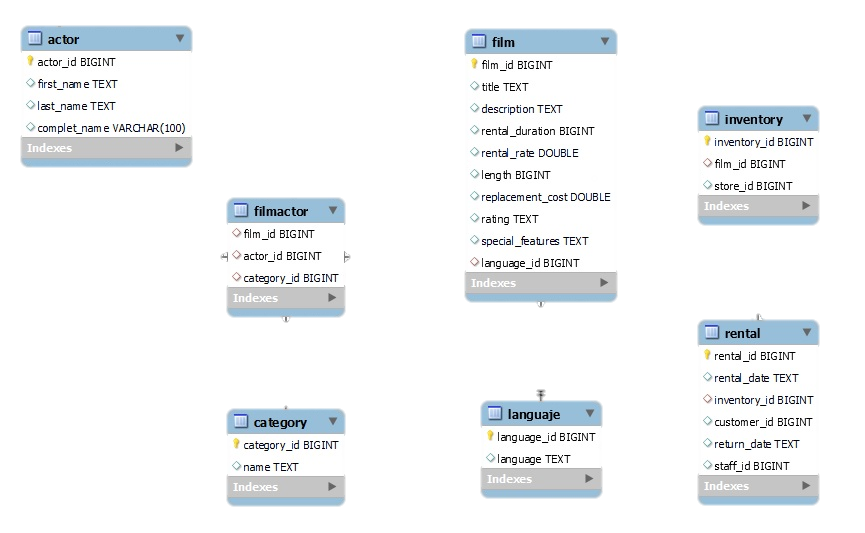 actor
actor_id BIGINT
first_name TEXT
last_name TEXT
complet_name VARCHAR(100)
Indexes
filmactor
film_id BIGINT
actor_id BIGINT
category_id BIGINT
Indexes
category
category_id BIGINT
name TEXT
Indexes
film
film_id BIGINT
title TEXT
description TEXT
rental_duration BIGINT
rental_rate DOUBLE
length BIGINT
replacement_cost DOUBLE
rating TEXT
special_features TEXT
language_id BIGINT
Indexes
languaje
language_id BIGINT
language TEXT
Indexes
inventory
inventory_id BIGINT
film_id BIGINT
store_id BIGINT
Indexes
rental
rental_id BIGINT
rental_date TEXT
inventory_id BIGINT
customer_id BIGINT
return_date TEXT
staff_id BIGINT
Indexes